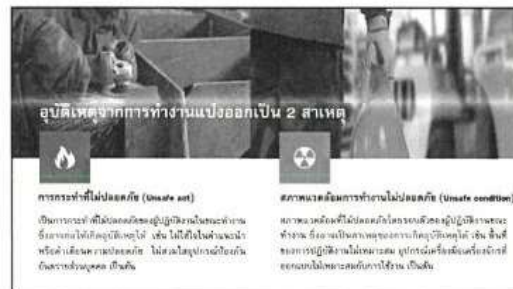 อุบัติเหตุจากการทำงานแบ่งออกเป็น 2 สาเหตุ
การกระทำที่ไม่ปลอดภัย (Unsafe act)
เป็นการกระทำที่ไม่ปลอดภัยของผู้ปฏิบัติงานในขณะทำงาน
ซึ่งอาจก่อให้เกิดอุบัติเหตุได้ เช่น ไม่ใส่ใจในคำแนะนำ
หรือคำเตือนความปลอดภัย ไม่สวมใส่อุปกรณ์ป้องกัน
อันตรายส่วนบุคคล เป็นต้น
สภาพแวดล้อมการทำงานไม่ปลอดภัย (Unsafe condition)
สภาพแวดล้อมที่ไม่ปลอดภัยโดยรอบตัวของผู้ปฏิบัติงานขณะ
ทำงาน ซึ่งอาจเป็นสาเหตุของการเกิดอุบัติเหตุได้ เช่น พื้นที่
ของการปฏิบัติงานไม่เหมาะสม อุปกรณ์เครื่องมือเครื่องจักรที่
ออกแบบไม่เหมาะสมกับการใช้งาน เป็นต้น